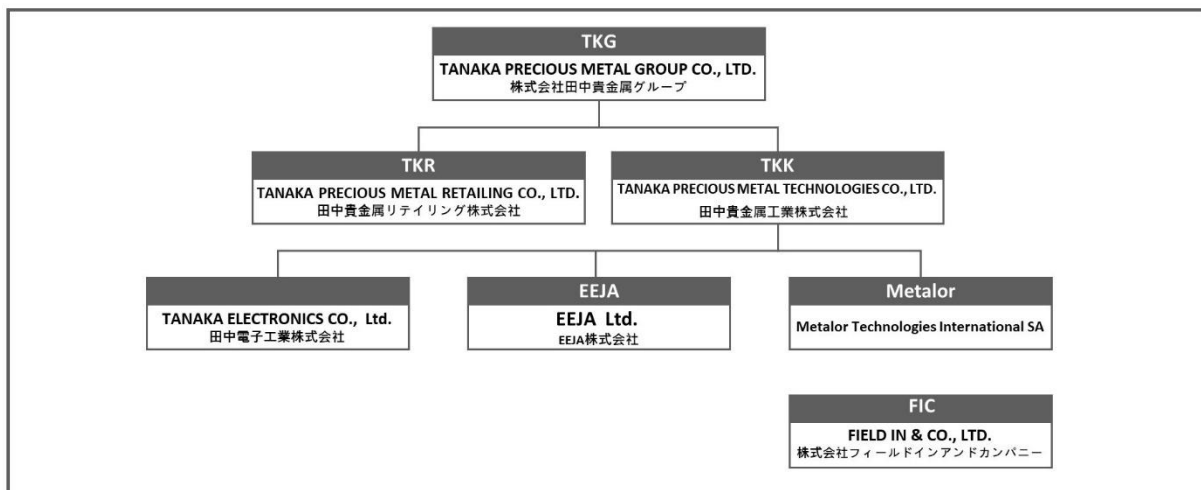 TKG
TANAKA PRECIOUS METAL GROUP CO., LTD.
株式会社田中貴金属グループ
TKR
TANAKA PRECIOUS METAL RETAILING CO., LTD.
田中貴金属リテイリング株式会社
TKK
TANAKA PRECIOUS METAL TECHNOLOGIES CO., LTD.
田中貴金属工業株式会社
TANAKA ELECTRONICS CO., Ltd.
田中電子工業株式会社
EEJA
EEJA Ltd.
EEJA株式会社
Metalor
Metalor Technologies International SA
FIC
FIELD IN & CO., LTD.
株式会社フィールドインアンドカンパニー